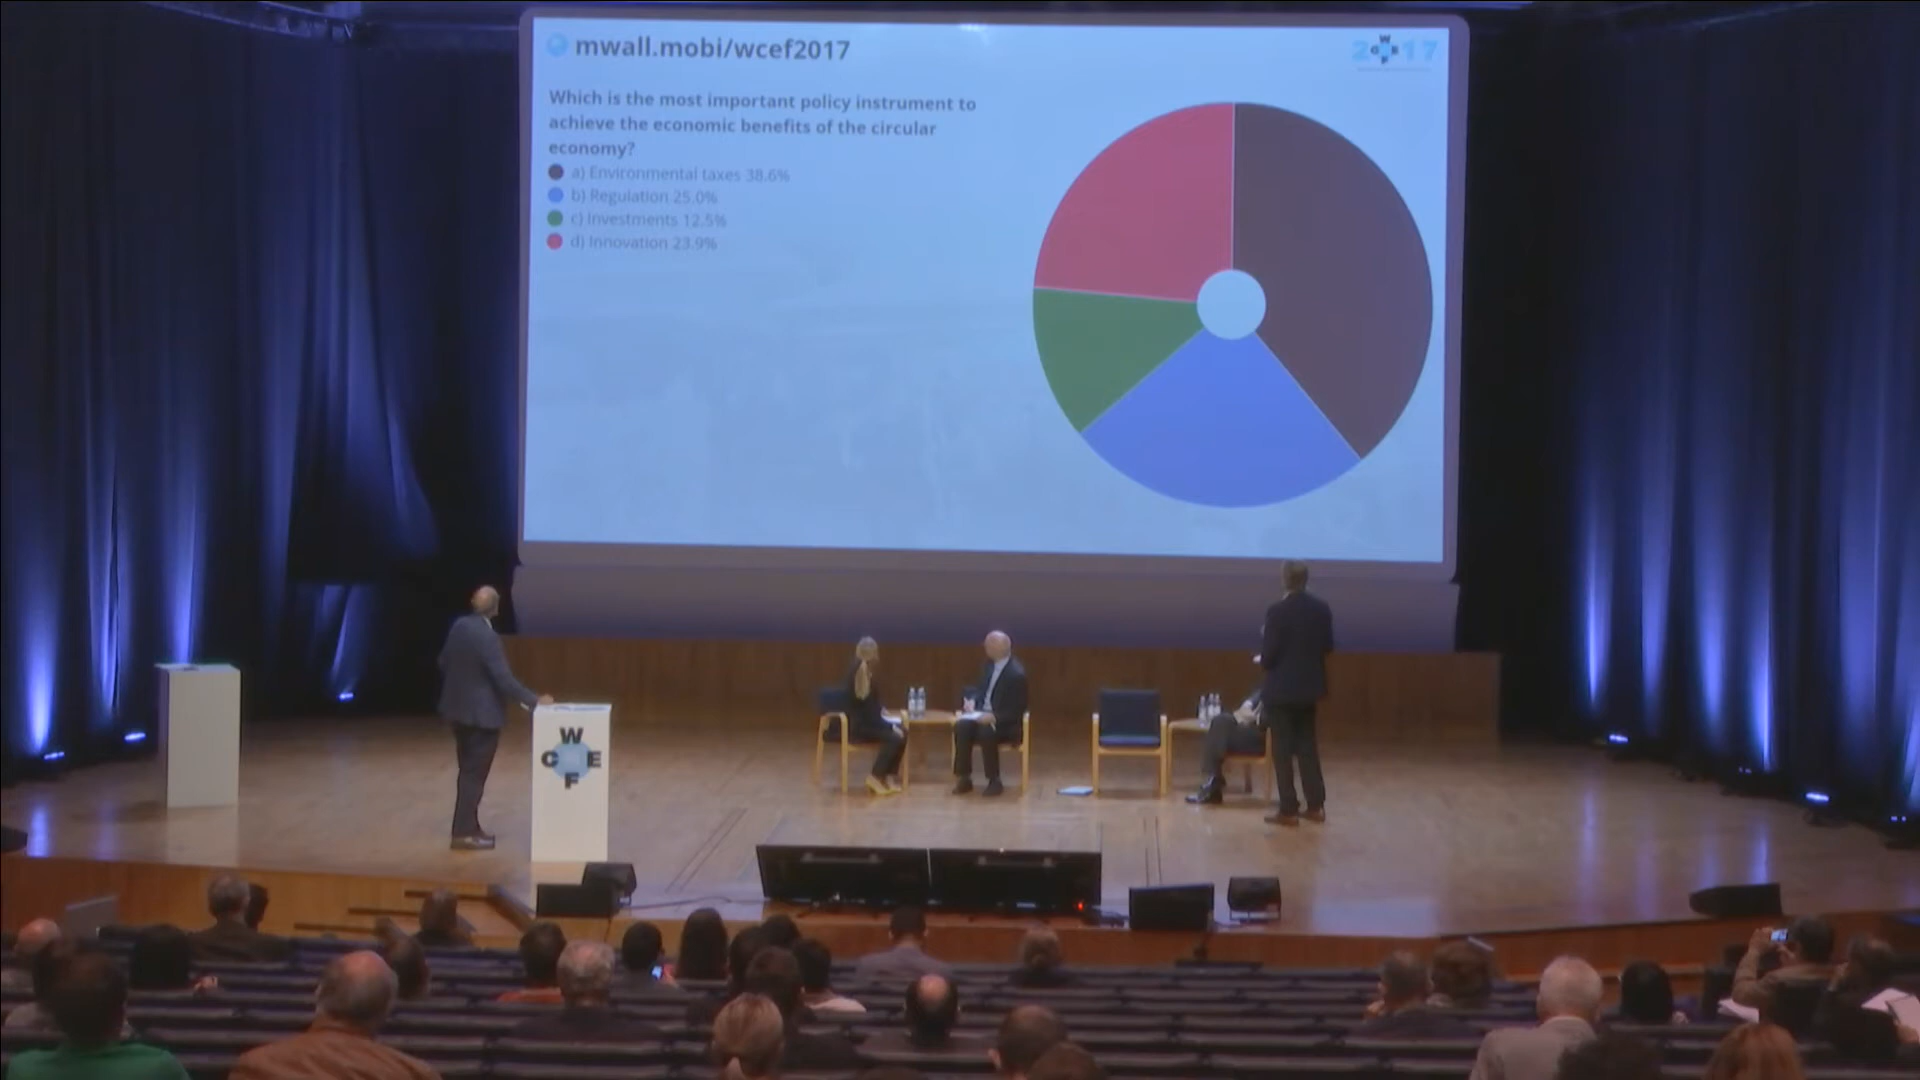 mwall.mobi/wcef2017
2017
W
C E
F
Which is the most important policy instrument to
achieve the economic benefits of the circular
economy?
a) Environmental taxes 38.6%
b) Regulation 25.0%
c) Investments 12.5%
d) Innovation 23.9%
W
C E
F